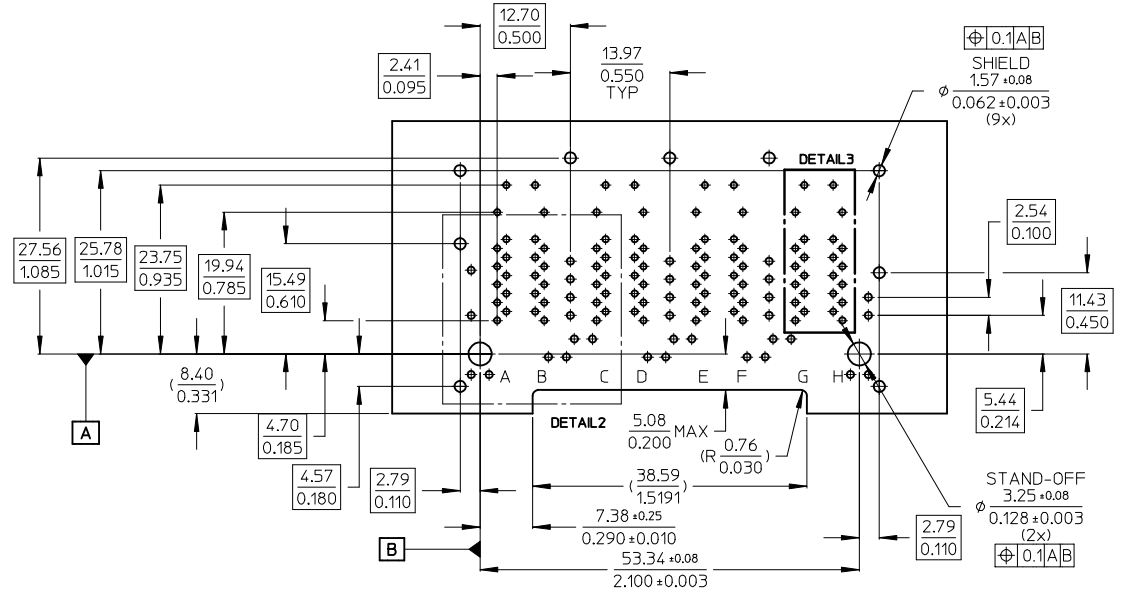 12.70
0.500
13.97
0.550
TYP
2.41
0.095
⌖ 0.1 A B
SHIELD
⌀ 1.57 ±0.08
0.062 ±0.003
(9x)
DETAIL3
27.56
1.085
25.78
1.015
23.75
0.935
19.94
0.785
15.49
0.610
2.54
0.100
11.43
0.450
(8.40
0.331)
A B C D E F G H
A
4.70
0.185
DETAIL2
5.08
0.200 MAX
(R 0.76
0.030)
5.44
0.214
4.57
0.180
2.79
0.110
(38.59
1.5191)
STAND-OFF
⌀ 3.25 ±0.08
0.128 ±0.003
(2x)
⌖ 0.1 A B
2.79
0.110
7.38 ±0.25
0.290 ±0.010
B
53.34 ±0.08
2.100 ±0.003